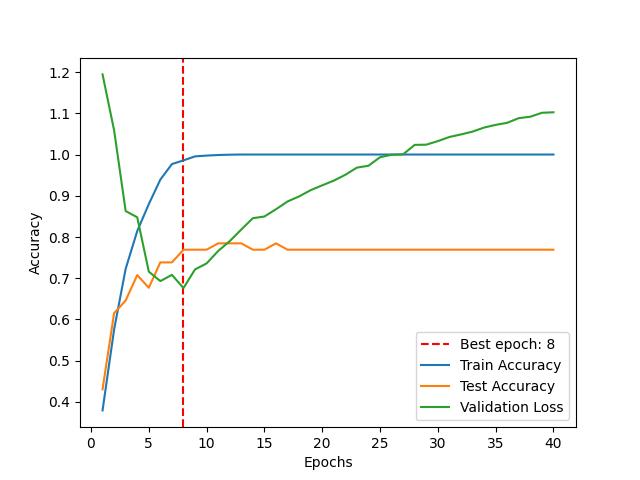 1.2
1.1
1.0
0.9
0.8
0.7
0.6
0.5
0.4
Accuracy
Best epoch: 8
Train Accuracy
Test Accuracy
Validation Loss
0 5 10 15 20 25 30 35 40
Epochs